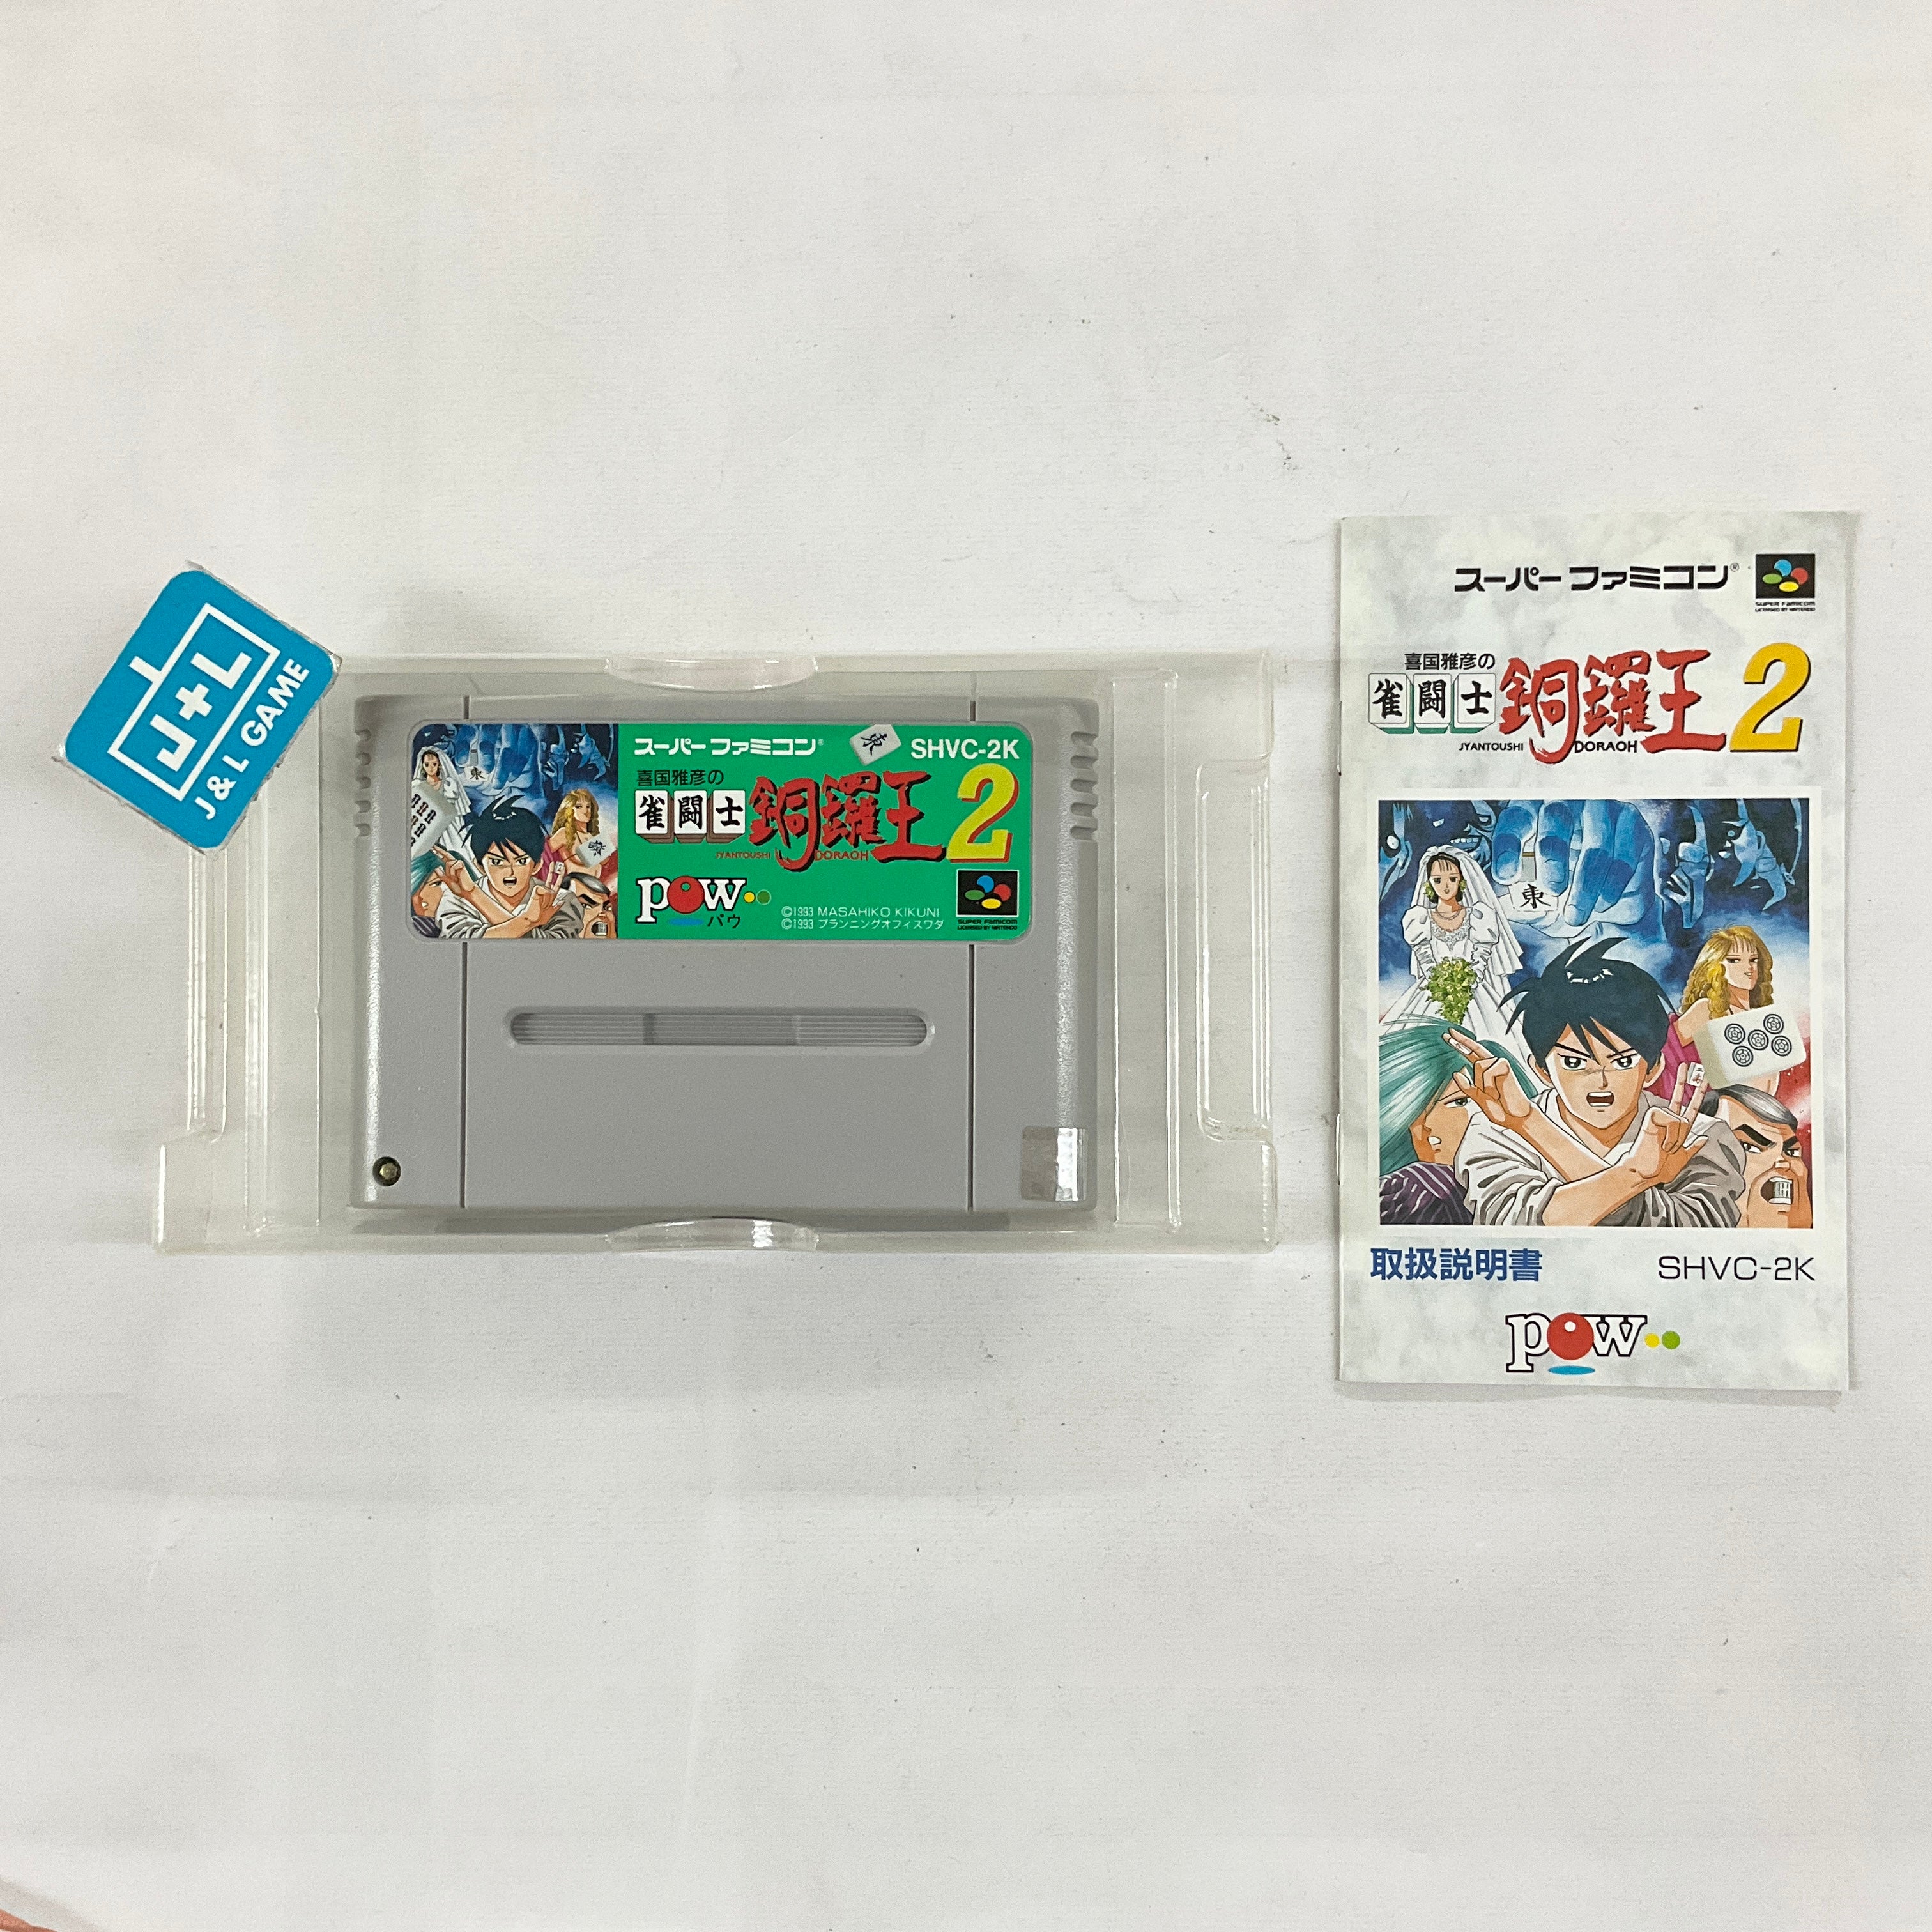 J+L
J&L GAME
スーパーファミコン®
東
SHVC-2K
喜国雅彦の
雀闘士 銅鑼王 2
JYANTOUSHI DORAOH
pow
パウ
©1993 MASAHIKO KIKUNI
©1993 プランニングオフィスワダ
SUPER FAMICOM
LICENSED BY NINTENDO
東
スーパーファミコン®
SUPER FAMICOM
LICENSED BY NINTENDO
喜国雅彦の
雀闘士 銅鑼王 2
JYANTOUSHI DORAOH
東
取扱説明書
SHVC-2K
pow